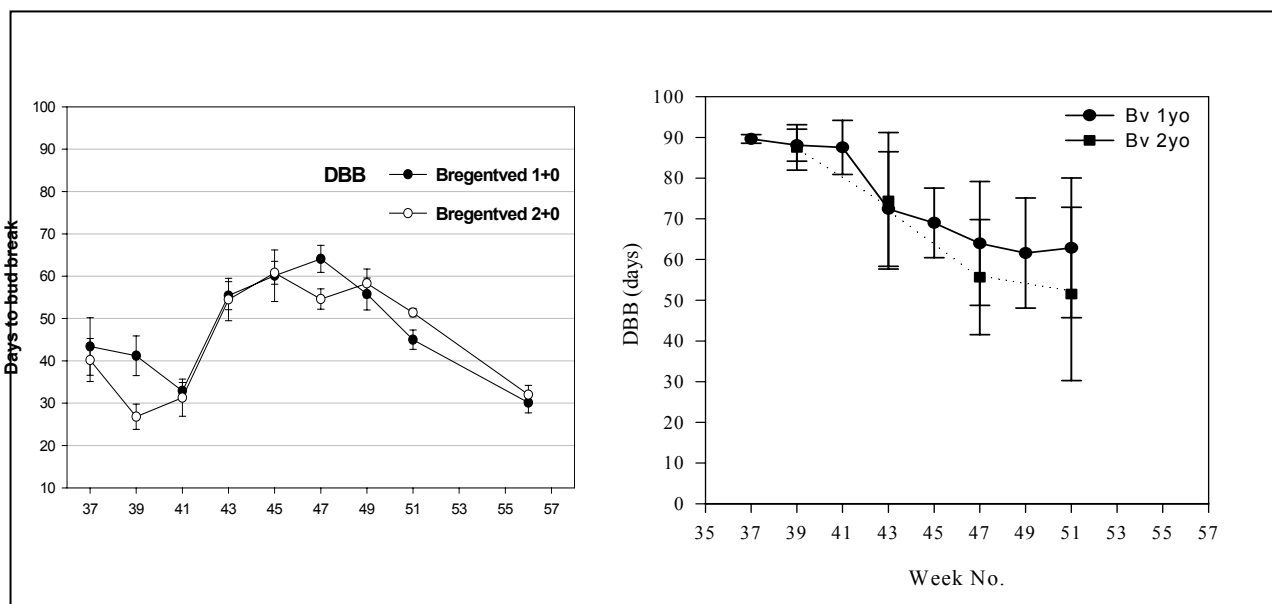 100
90
80
70
60
50
40
30
20
10
Days to bud break
DBB
Bregentved 1+0
Bregentved 2+0
37 39 41 43 45 47 49 51 53 55 57
100
90
80
70
60
50
40
30
20
10
0
DBB (days)
Bv 1yo
Bv 2yo
35 37 39 41 43 45 47 49 51 53 55 57
Week No.